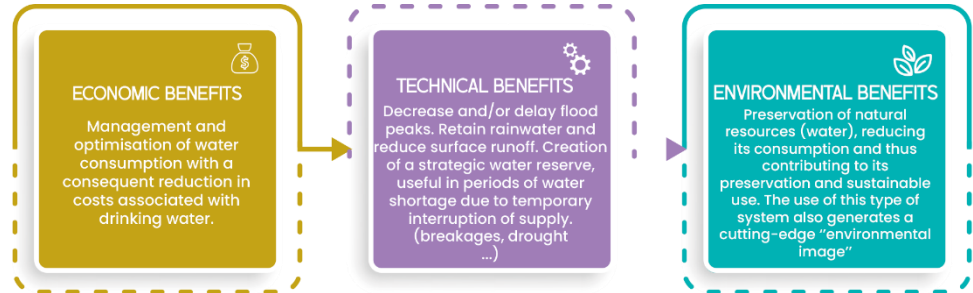 ECONOMIC BENEFITS
Management and
optimisation of water
consumption with a
consequent reduction in
costs associated with
drinking water.
TECHNICAL BENEFITS
Decrease and/or delay flood
peaks. Retain rainwater and
reduce surface runoff. Creation
of a strategic water reserve,
useful in periods of water
shortage due to temporary
interruption of supply.
(breakages, drought
...)
ENVIRONMENTAL BENEFITS
Preservation of natural
resources (water), reducing
its consumption and thus
contributing to its
preservation and sustainable
use. The use of this type of
system also generates a
cutting-edge "environmental
image"